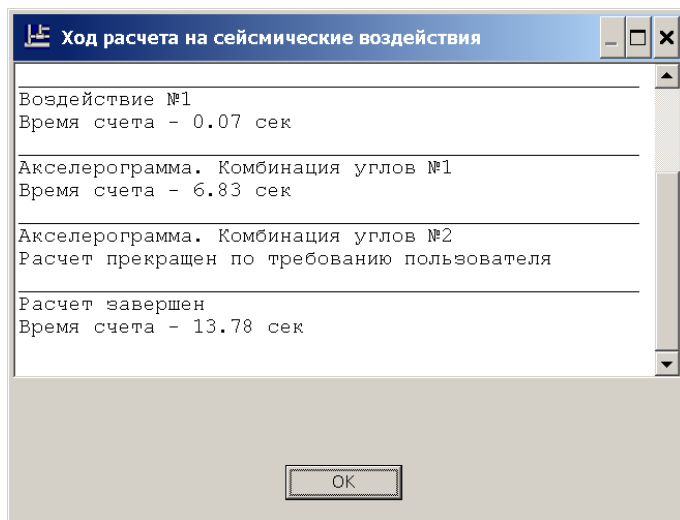 Ход расчета на сейсмические воздействия
Воздействие №1
Время счета - 0.07 сек
Акселерограмма. Комбинация углов №1
Время счета - 6.83 сек
Акселерограмма. Комбинация углов №2
Расчет прекращен по требованию пользователя
Расчет завершен
Время счета - 13.78 сек
OK